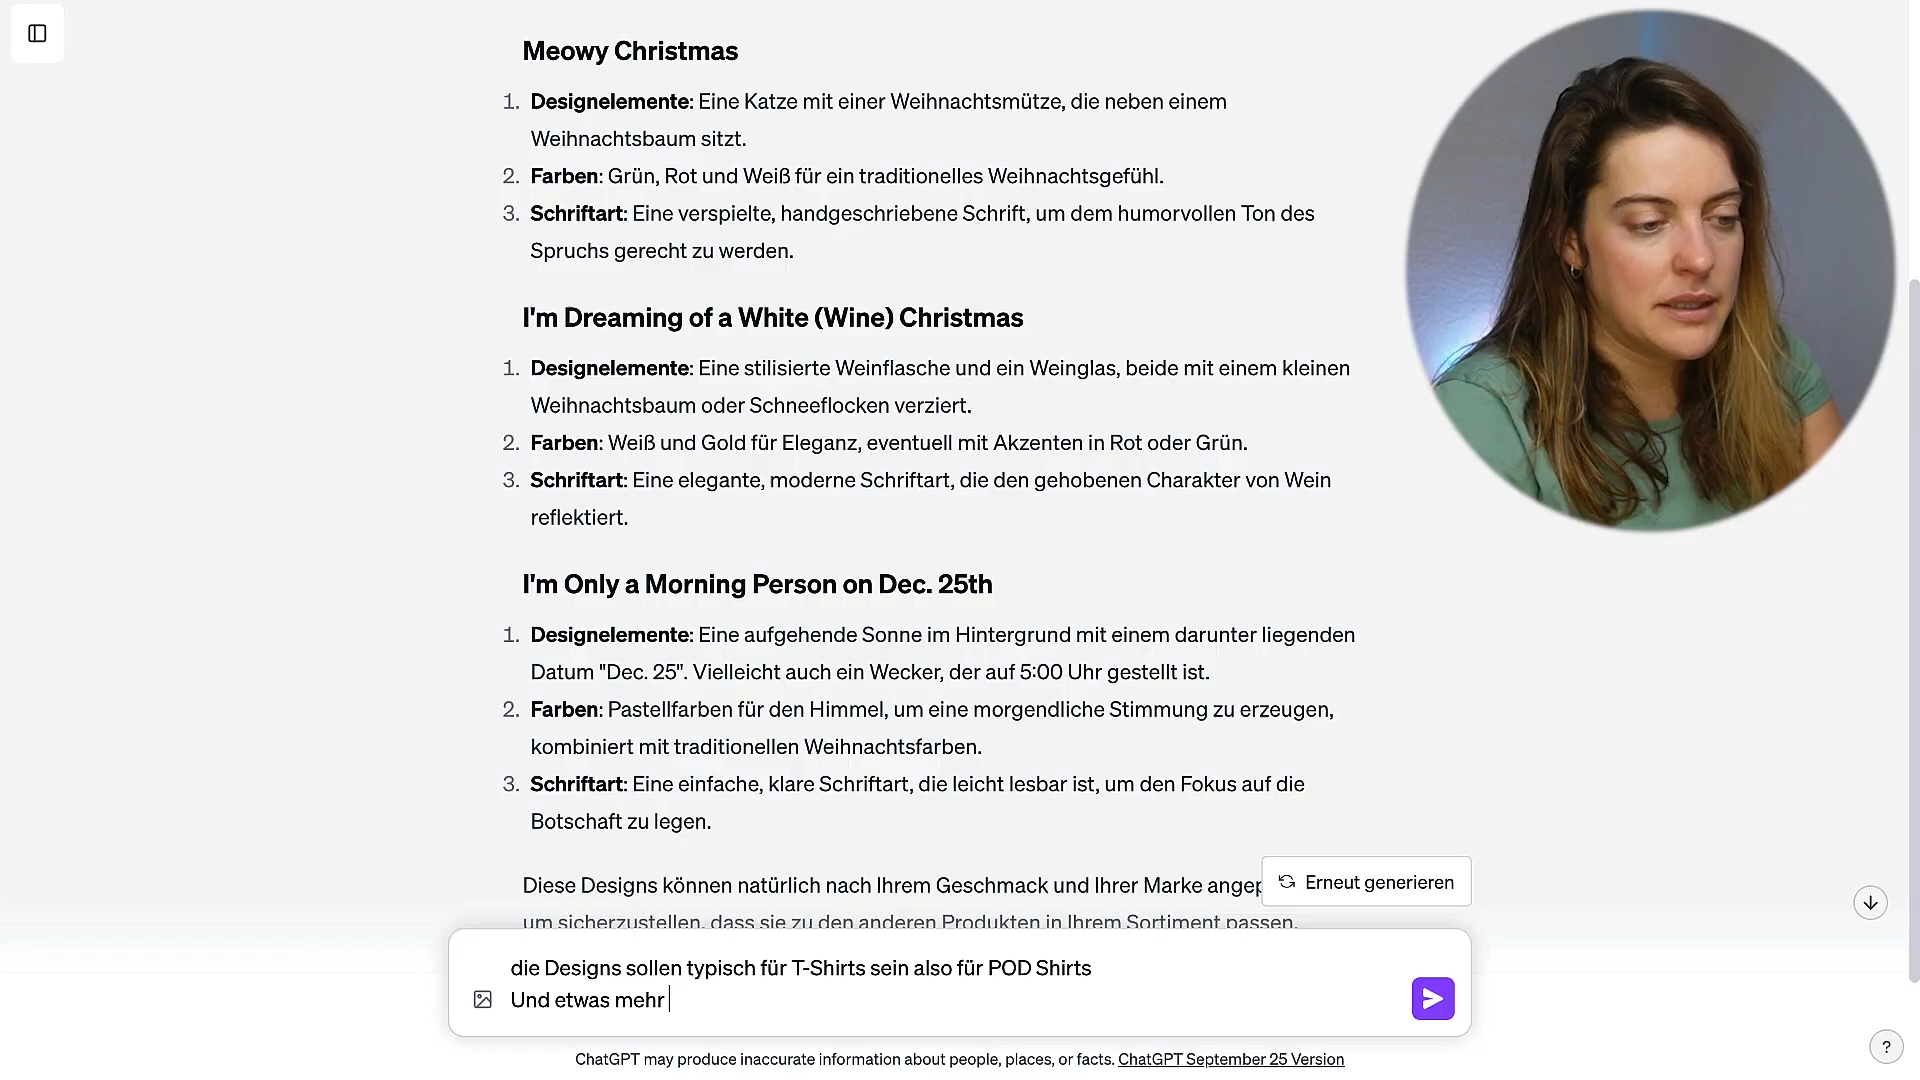 Meowy Christmas
1. Designelemente: Eine Katze mit einer Weihnachtsmütze, die neben einem
Weihnachtsbaum sitzt.
2. Farben: Grün, Rot und Weiß für ein traditionelles Weihnachtsgefühl.
3. Schriftart: Eine verspielte, handgeschriebene Schrift, um dem humorvollen Ton des
Spruchs gerecht zu werden.
I'm Dreaming of a White (Wine) Christmas
1. Designelemente: Eine stilisierte Weinflasche und ein Weinglas, beide mit einem kleinen
Weihnachtsbaum oder Schneeflocken verziert.
2. Farben: Weiß und Gold für Eleganz, eventuell mit Akzenten in Rot oder Grün.
3. Schriftart: Eine elegante, moderne Schriftart, die den gehobenen Charakter von Wein
reflektiert.
I'm Only a Morning Person on Dec. 25th
1. Designelemente: Eine aufgehende Sonne im Hintergrund mit einem darunter liegenden
Datum "Dec. 25". Vielleicht auch ein Wecker, der auf 5:00 Uhr gestellt ist.
2. Farben: Pastellfarben für den Himmel, um eine morgendliche Stimmung zu erzeugen,
kombiniert mit traditionellen Weihnachtsfarben.
3. Schriftart: Eine einfache, klare Schriftart, die leicht lesbar ist, um den Fokus auf die
Botschaft zu legen.
Diese Designs können natürlich nach Ihrem Geschmack und Ihrer Marke
Erneut generieren
um sicherzustellen, dass sie zu den anderen Produkten in Ihrem Sortiment passen.
die Designs sollen typisch für T-Shirts sein also für POD Shirts
Und etwas mehr
ChatGPT may produce inaccurate information about people, places, or facts. ChatGPT September 25 Version
?